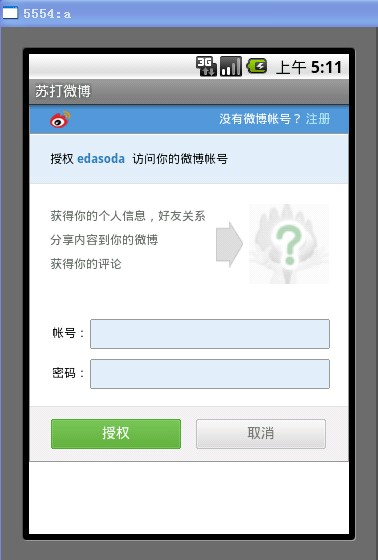 5554:a
3G 上午 5:11
苏打微博
没有微博帐号？ 注册
授权 edasoda 访问你的微博帐号
获得你的个人信息，好友关系
分享内容到你的微博
获得你的评论
?
帐号：
密码：
授权 取消